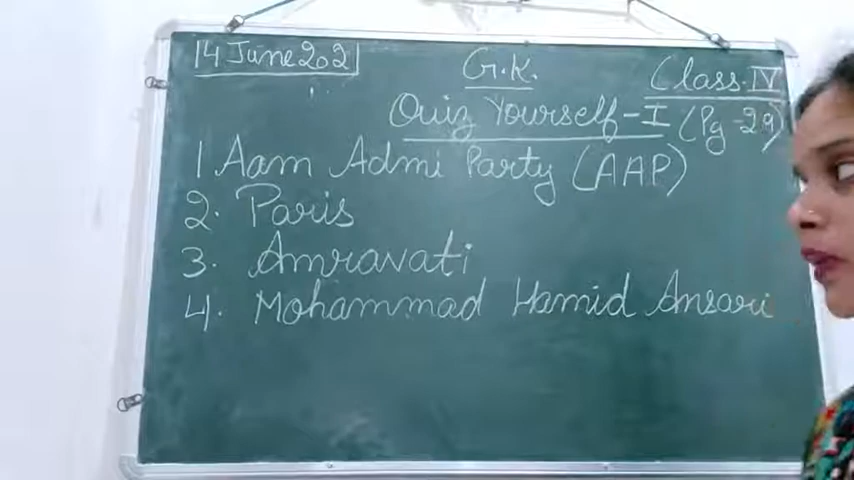 14 June 2021
G.K.
Class-IV
Quiz Yourself-I (Pg-29)
1. Aam Admi Party (AAP)
2. Paris
3. Amravati
4. Mohammad Hamid Ansari